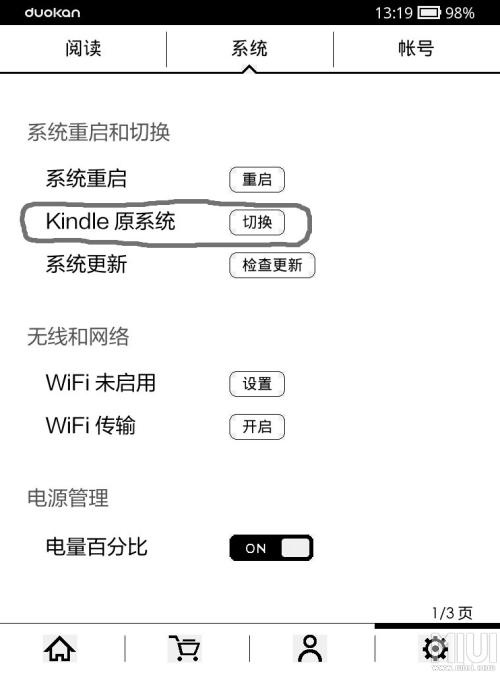 duokan 13:19 98%
阅读 系统 帐号
系统重启和切换
系统重启 重启
Kindle 原系统 切换
系统更新 检查更新
无线和网络
WiFi 未启用 设置
WiFi 传输 开启
电源管理
电量百分比 ON
1/3 页
MIUI
www.miui.com